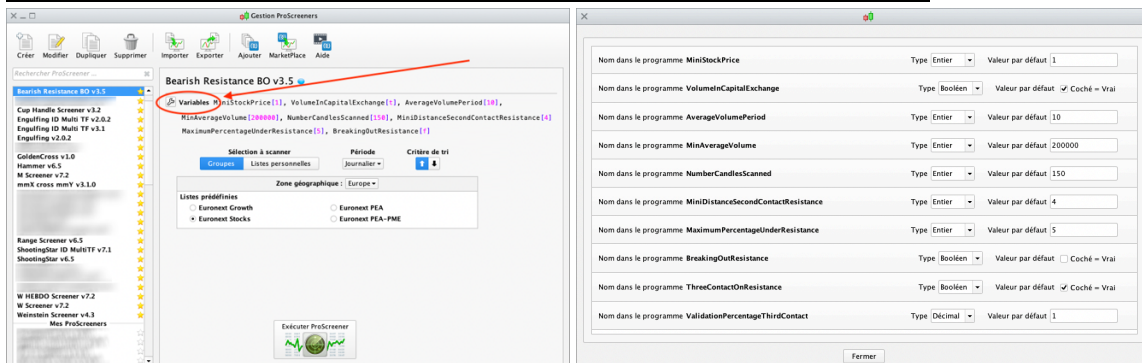 Gestion ProScreeners
Créer Modifier Dupliquer Supprimer Importer Exporter Ajouter MarketPlace Aide
Rechercher ProScreener ...
Bearish Resistance BO v3.5
Cup Handle Screener v3.2
Engulfing ID Multi TF v2.0.2
Engulfing ID Multi TF v3.1
Engulfing v2.0.2
GoldenCross v1.0
Hammer v6.5
M Screener v7.2
mmX cross mmY v3.1.0
Range Screener v6.5
ShootingStar ID MultiTF v7.1
ShootingStar v6.5
W HEBDO Screener v7.2
W Screener v7.2
Weinstein Screener v4.3
Mes ProScreeners
Bearish Resistance BO v3.5
Variables MiniStockPrice[1], VolumeInCapitalExchange[t], AverageVolumePeriod[10],
MinAverageVolume[200000], NumberCandlesScanned[150], MiniDistanceSecondContactResistance[4]
MaximumPercentageUnderResistance[5], BreakingOutResistance[f]
Sélection à scanner Période Critère de tri
Groupes Listes personnelles Journalier
Zone géographique : Europe
Listes prédéfinies
Euronext Growth Euronext PEA
Euronext Stocks Euronext PEA-PME
Exécuter ProScreener
Nom dans le programme MiniStockPrice Type Entier Valeur par défaut 1
Nom dans le programme VolumeInCapitalExchange Type Booléen Valeur par défaut Coché = Vrai
Nom dans le programme AverageVolumePeriod Type Entier Valeur par défaut 10
Nom dans le programme MinAverageVolume Type Entier Valeur par défaut 200000
Nom dans le programme NumberCandlesScanned Type Entier Valeur par défaut 150
Nom dans le programme MiniDistanceSecondContactResistance Type Entier Valeur par défaut 4
Nom dans le programme MaximumPercentageUnderResistance Type Entier Valeur par défaut 5
Nom dans le programme BreakingOutResistance Type Booléen Valeur par défaut Coché = Vrai
Nom dans le programme ThreeContactOnResistance Type Booléen Valeur par défaut Coché = Vrai
Nom dans le programme ValidationPercentageThirdContact Type Décimal Valeur par défaut 1
Fermer